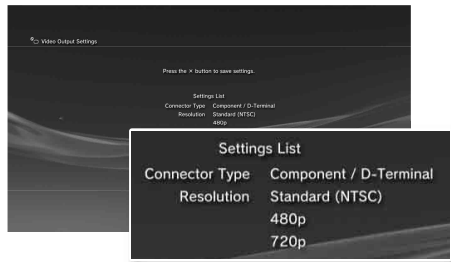 Video Output Settings
Press the × button to save settings.
Settings List
Connector Type Component / D-Terminal
Resolution Standard (NTSC)
480p
Settings List
Connector Type Component / D-Terminal
Resolution Standard (NTSC)
480p
720p